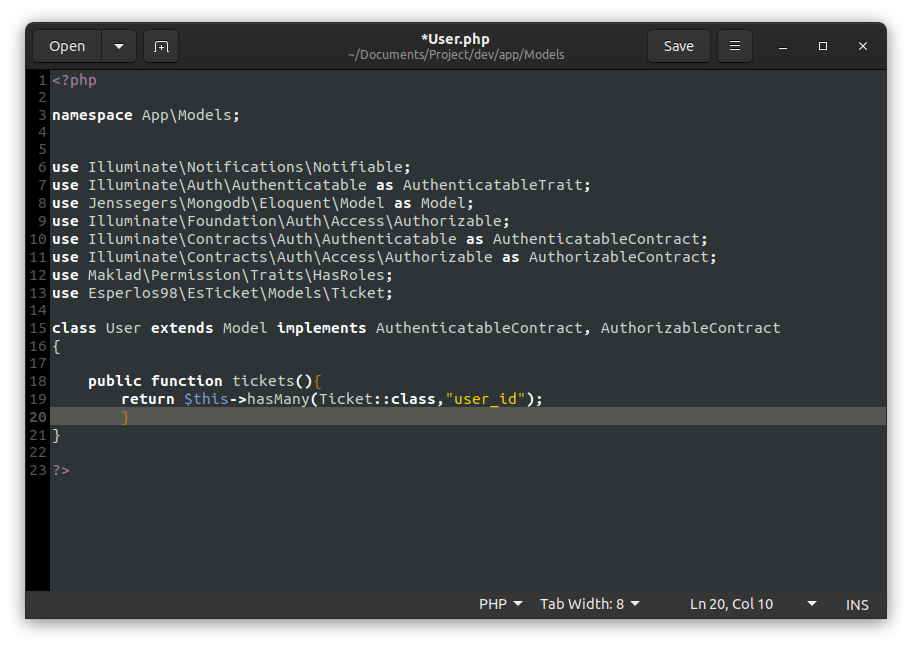 Open
*User.php
~/Documents/Project/dev/app/Models
Save
1 <?php
2
3 namespace App\Models;
4
5
6 use Illuminate\Notifications\Notifiable;
7 use Illuminate\Auth\Authenticatable as AuthenticatableTrait;
8 use Jenssegers\Mongodb\Eloquent\Model as Model;
9 use Illuminate\Foundation\Auth\Access\Authorizable;
10 use Illuminate\Contracts\Auth\Authenticatable as AuthenticatableContract;
11 use Illuminate\Contracts\Auth\Access\Authorizable as AuthorizableContract;
12 use Maklad\Permission\Traits\HasRoles;
13 use Esperlos98\EsTicket\Models\Ticket;
14
15 class User extends Model implements AuthenticatableContract, AuthorizableContract
16 {
17
18     public function tickets(){
19         return $this->hasMany(Ticket::class,"user_id");
20         }
21 }
22
23 ?>
PHP Tab Width: 8 Ln 20, Col 10 INS